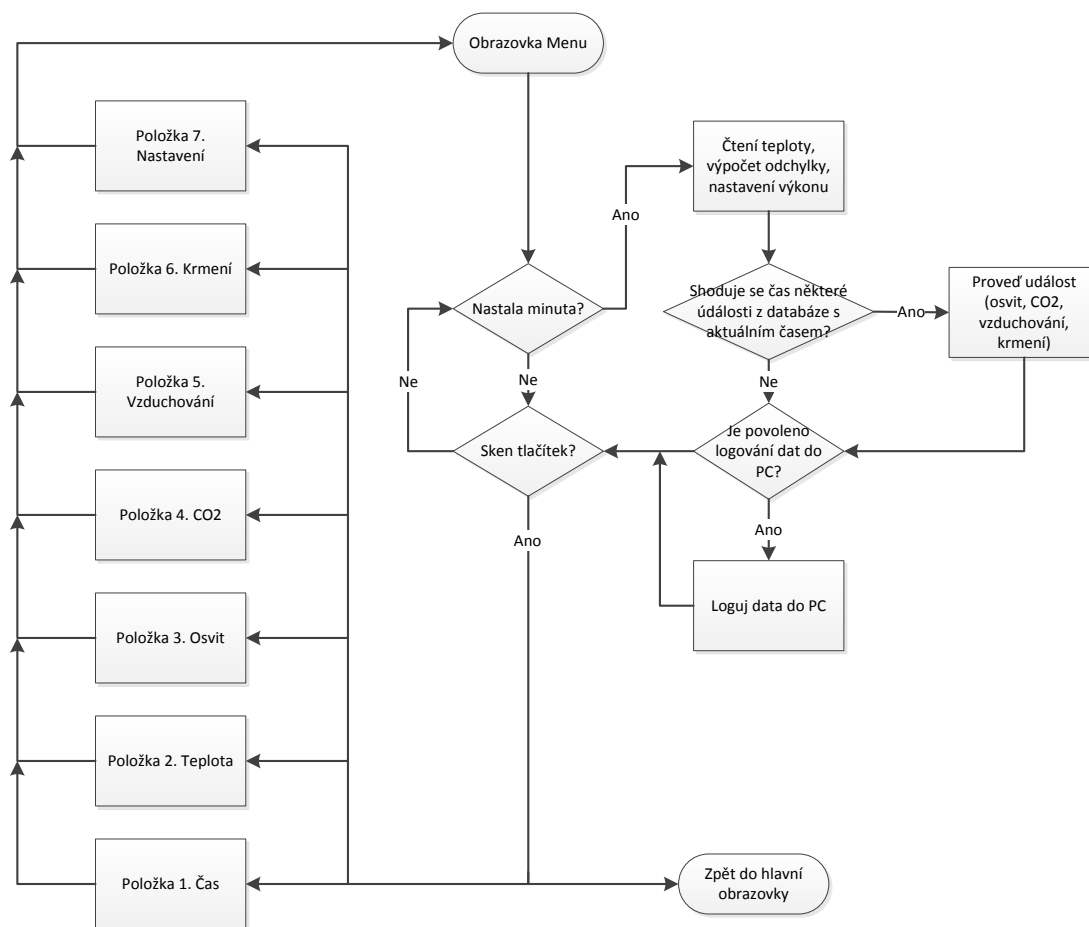 Obrazovka Menu
Položka 7.
Nastavení
Čtení teploty,
výpočet odchylky,
nastavení výkonu
Ano
Položka 6. Krmení
Nastala minuta?
Shoduje se čas některé
údálosti z databáze s
aktuálním časem?
Ano
Proveď událost
(osvit, CO2,
vzduchování,
krmení)
Položka 5.
Vzduchování
Ne
Ne
Ne
Sken tlačítek?
Je povoleno
logování dat do
PC?
Položka 4. CO2
Ano
Ano
Loguj data do PC
Položka 3. Osvit
Položka 2. Teplota
Položka 1. Čas
Zpět do hlavní
obrazovky